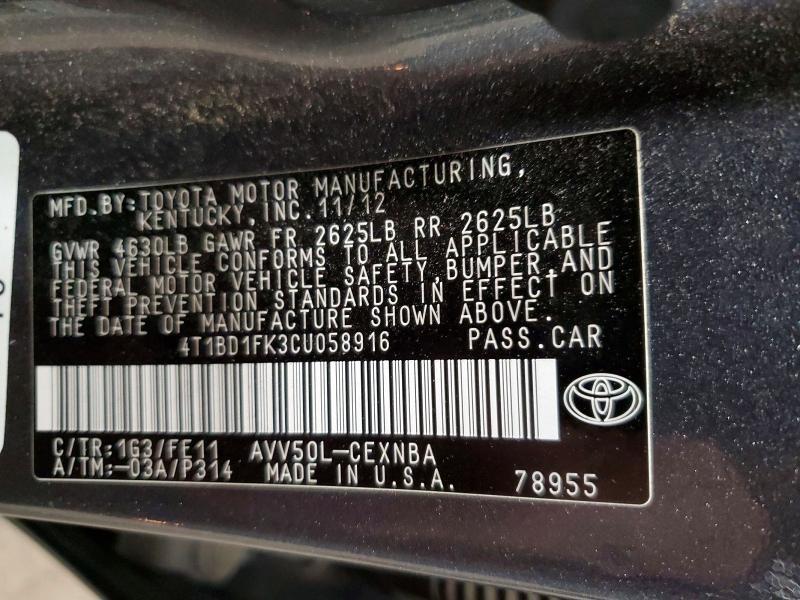 MFD.BY:TOYOTA MOTOR MANUFACTURING,
KENTUCKY,INC.11/12
GVWR 4630LB GAWR FR 2625LB RR 2625LB
THIS VEHICLE CONFORMS TO ALL APPLICABLE
FEDERAL MOTOR VEHICLE SAFETY,BUMPER,AND
THEFT PREVENTION STANDARDS IN EFFECT ON
THE DATE OF MANUFACTURE SHOWN ABOVE.
4T1BD1FK3CU058916 PASS.CAR
C/TR:1G3/FE11 AVV50L-CEXNBA
A/TM:-03A/P314 MADE IN U.S.A. 78955